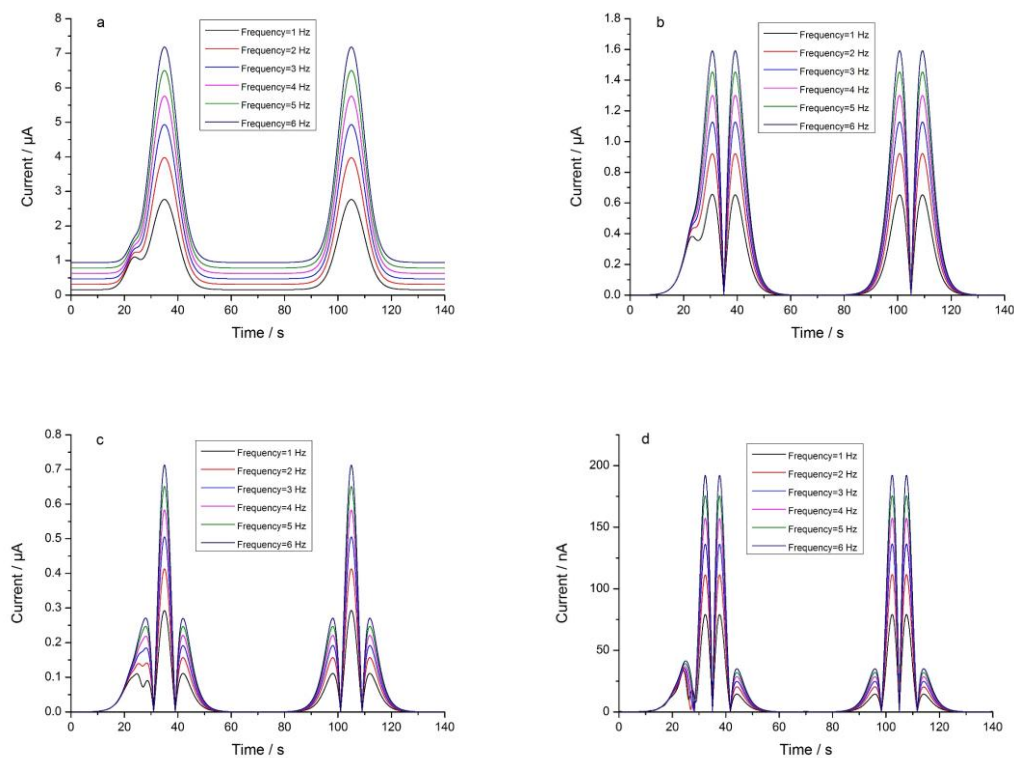 a
Frequency=1 Hz
Frequency=2 Hz
Frequency=3 Hz
Frequency=4 Hz
Frequency=5 Hz
Frequency=6 Hz
8
7
6
5
4
3
2
1
0
Current / µA
0 20 40 60 80 100 120 140
Time / s
b
Frequency=1 Hz
Frequency=2 Hz
Frequency=3 Hz
Frequency=4 Hz
Frequency=5 Hz
Frequency=6 Hz
1.8
1.6
1.4
1.2
1.0
0.8
0.6
0.4
0.2
0.0
Current / µA
0 20 40 60 80 100 120 140
Time / s
c
Frequency=1 Hz
Frequency=2 Hz
Frequency=3 Hz
Frequency=4 Hz
Frequency=5 Hz
Frequency=6 Hz
0.8
0.7
0.6
0.5
0.4
0.3
0.2
0.1
0.0
Current / µA
0 20 40 60 80 100 120 140
Time / s
d
Frequency=1 Hz
Frequency=2 Hz
Frequency=3 Hz
Frequency=4 Hz
Frequency=5 Hz
Frequency=6 Hz
200
150
100
50
0
Current / nA
0 20 40 60 80 100 120 140
Time / s